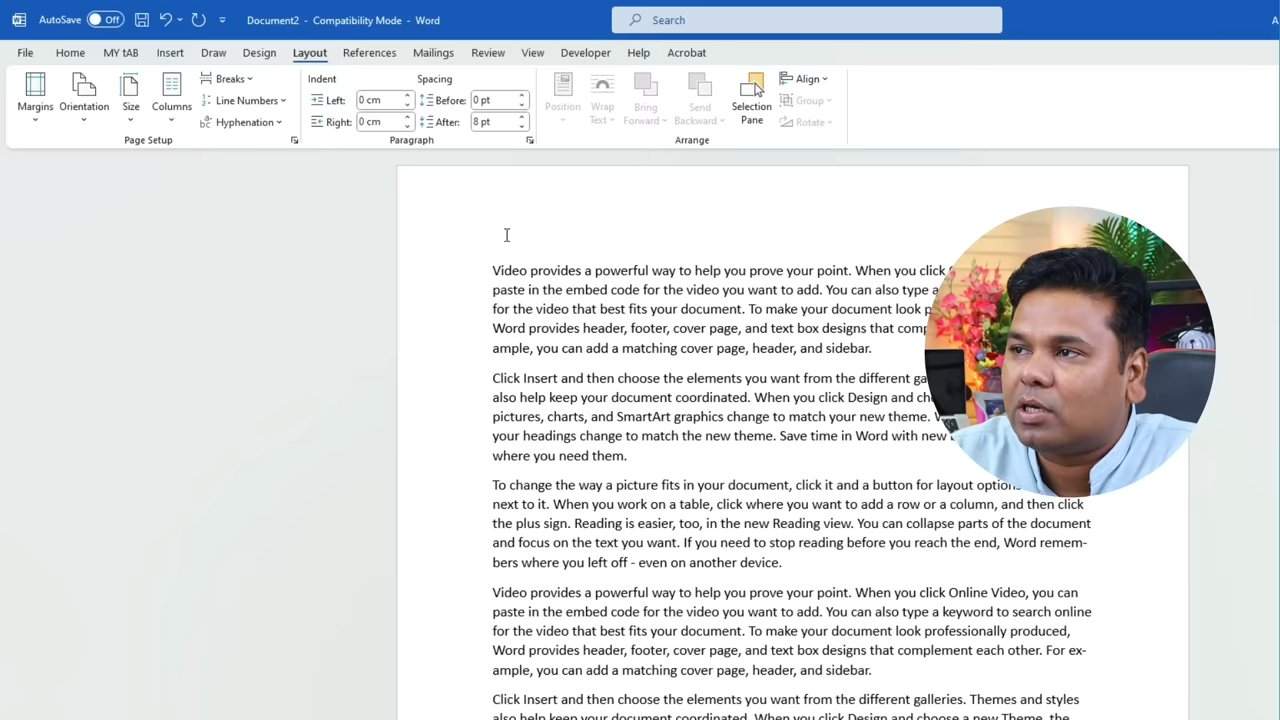 AutoSave Off Document2 - Compatibility Mode - Word Search
File Home MY tAB Insert Draw Design Layout References Mailings Review View Developer Help Acrobat
Margins Orientation Size Columns
Breaks
Line Numbers
Hyphenation
Page Setup
Indent Spacing
Left: 0 cm Before: 0 pt
Right: 0 cm After: 8 pt
Paragraph
Position
Wrap Text
Bring Forward
Send Backward
Selection Pane
Align
Group
Rotate
Arrange
Video provides a powerful way to help you prove your point. When you click
paste in the embed code for the video you want to add. You can also type a
for the video that best fits your document. To make your document look
Word provides header, footer, cover page, and text box designs that
ample, you can add a matching cover page, header, and sidebar.
Click Insert and then choose the elements you want from the different
also help keep your document coordinated. When you click Design and
pictures, charts, and SmartArt graphics change to match your new theme.
your headings change to match the new theme. Save time in Word with new
where you need them.
To change the way a picture fits in your document, click it and a button for layout
next to it. When you work on a table, click where you want to add a row or a column, and then click
the plus sign. Reading is easier, too, in the new Reading view. You can collapse parts of the document
and focus on the text you want. If you need to stop reading before you reach the end, Word remem-
bers where you left off - even on another device.
Video provides a powerful way to help you prove your point. When you click Online Video, you can
paste in the embed code for the video you want to add. You can also type a keyword to search online
for the video that best fits your document. To make your document look professionally produced,
Word provides header, footer, cover page, and text box designs that complement each other. For ex-
ample, you can add a matching cover page, header, and sidebar.
Click Insert and then choose the elements you want from the different galleries. Themes and styles
also help keep your document coordinated. When you click Design and choose a new Theme, the